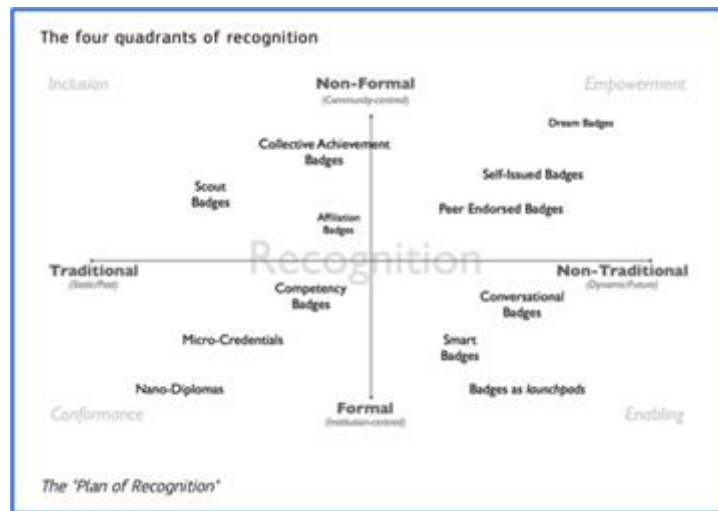 The four quadrants of recognition
Inclusion
Non-Formal
(Community-centred)
Empowerment
Dream Badges
Collective Achievement
Badges
Self-Issued Badges
Scout
Badges
Peer Endorsed Badges
Affiliation
Badges
Recognition
Traditional
(Static/Past)
Non-Traditional
(Dynamic/Future)
Competency
Badges
Conversational
Badges
Micro-Credentials
Smart
Badges
Nano-Diplomas
Badges as launchpads
Conformance
Formal
(Institution-centred)
Enabling
The "Plan of Recognition"